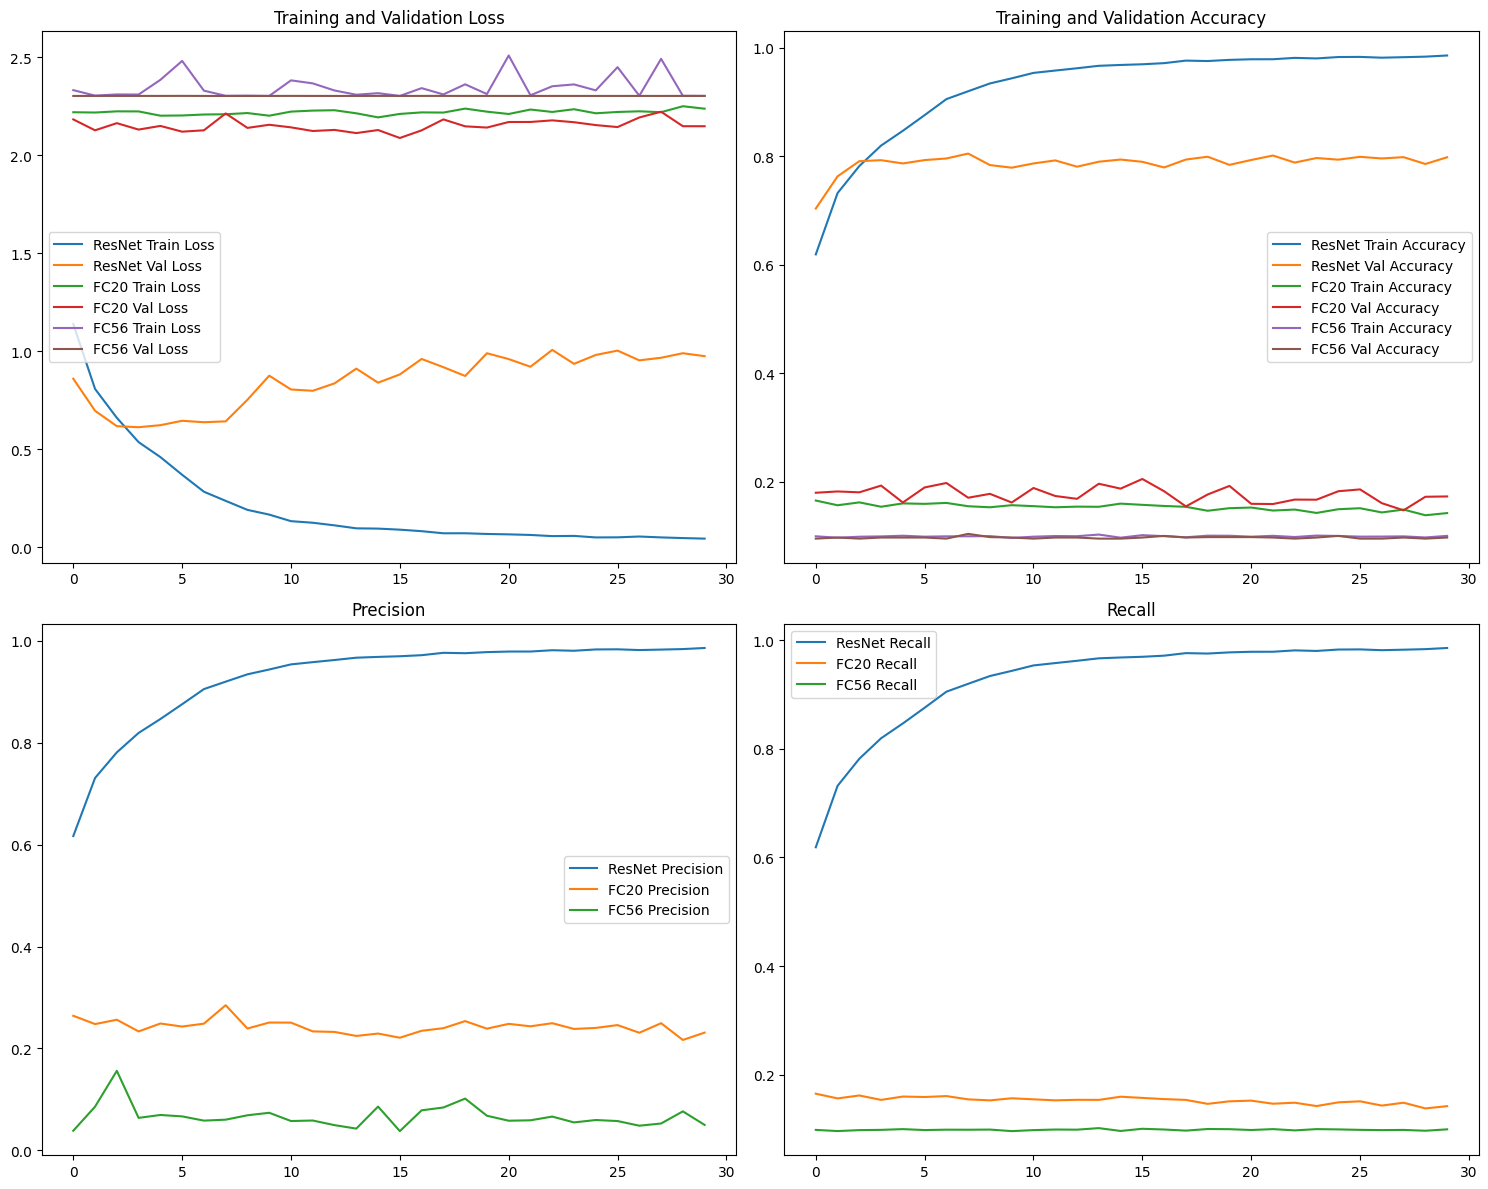 Training and Validation Loss
2.5
2.0
1.5
1.0
0.5
0.0
ResNet Train Loss
ResNet Val Loss
FC20 Train Loss
FC20 Val Loss
FC56 Train Loss
FC56 Val Loss
0 5 10 15 20 25 30
Training and Validation Accuracy
1.0
0.8
0.6
0.4
0.2
ResNet Train Accuracy
ResNet Val Accuracy
FC20 Train Accuracy
FC20 Val Accuracy
FC56 Train Accuracy
FC56 Val Accuracy
0 5 10 15 20 25 30
Precision
1.0
0.8
0.6
0.4
0.2
0.0
ResNet Precision
FC20 Precision
FC56 Precision
0 5 10 15 20 25 30
Recall
1.0
0.8
0.6
0.4
0.2
ResNet Recall
FC20 Recall
FC56 Recall
0 5 10 15 20 25 30